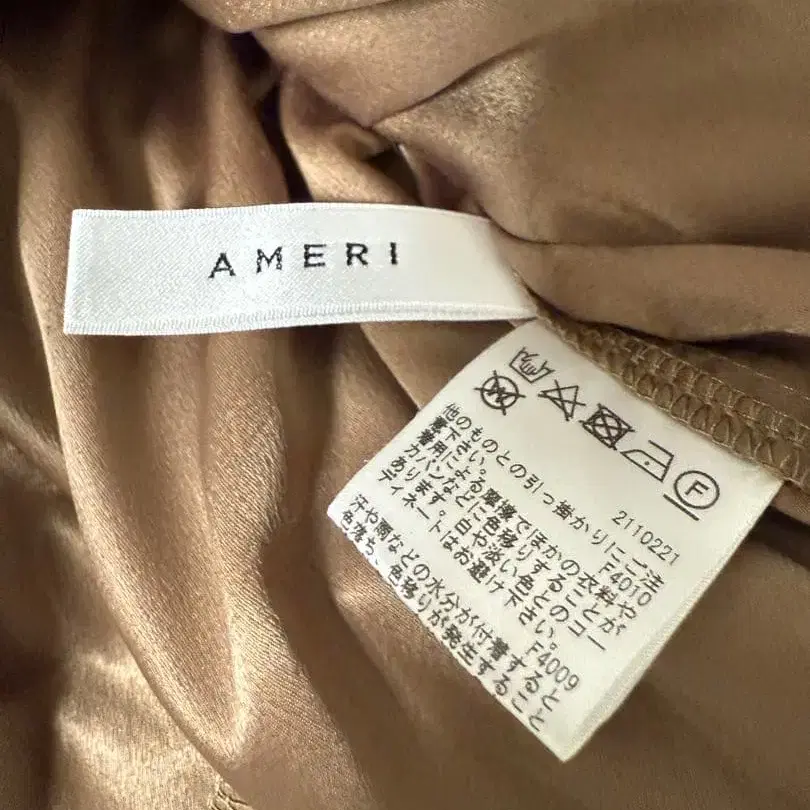 AMERI
W
F
2110221
他のものとの引っ掛かりにご注
意下さい。
F4010
着用による摩擦でほかの衣料や
カバンなどに色移りすることが
あります。白や淡い色とのコー
ディネートはお避け下さい。
F4009
汗や雨などの水分が付着すると
色落ち、色移りが発生すること